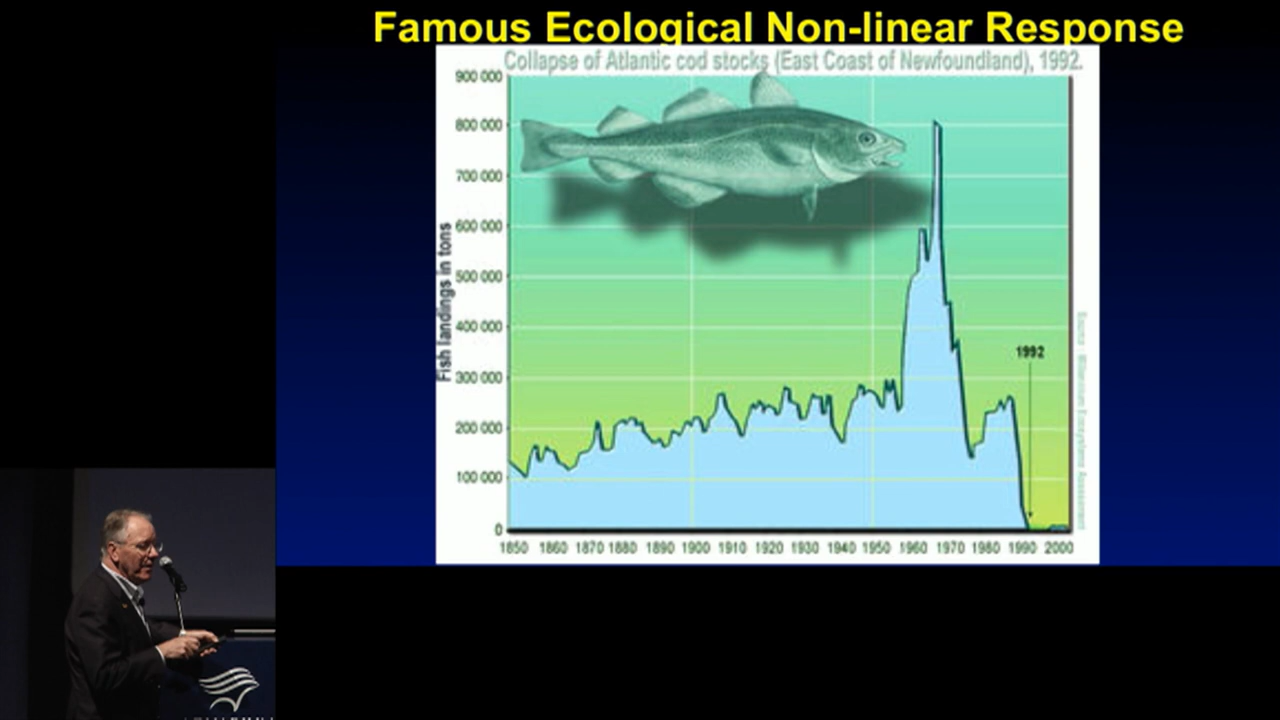 Famous Ecological Non-linear Response
Collapse of Atlantic cod stocks (East Coast of Newfoundland), 1992.
900 000
800 000
700 000
600 000
500 000
400 000
300 000
200 000
100 000
0
Fish landings in tons
1992
Source : Millennium Ecosystem Assessment
1850 1860 1870 1880 1890 1900 1910 1920 1930 1940 1950 1960 1970 1980 1990 2000